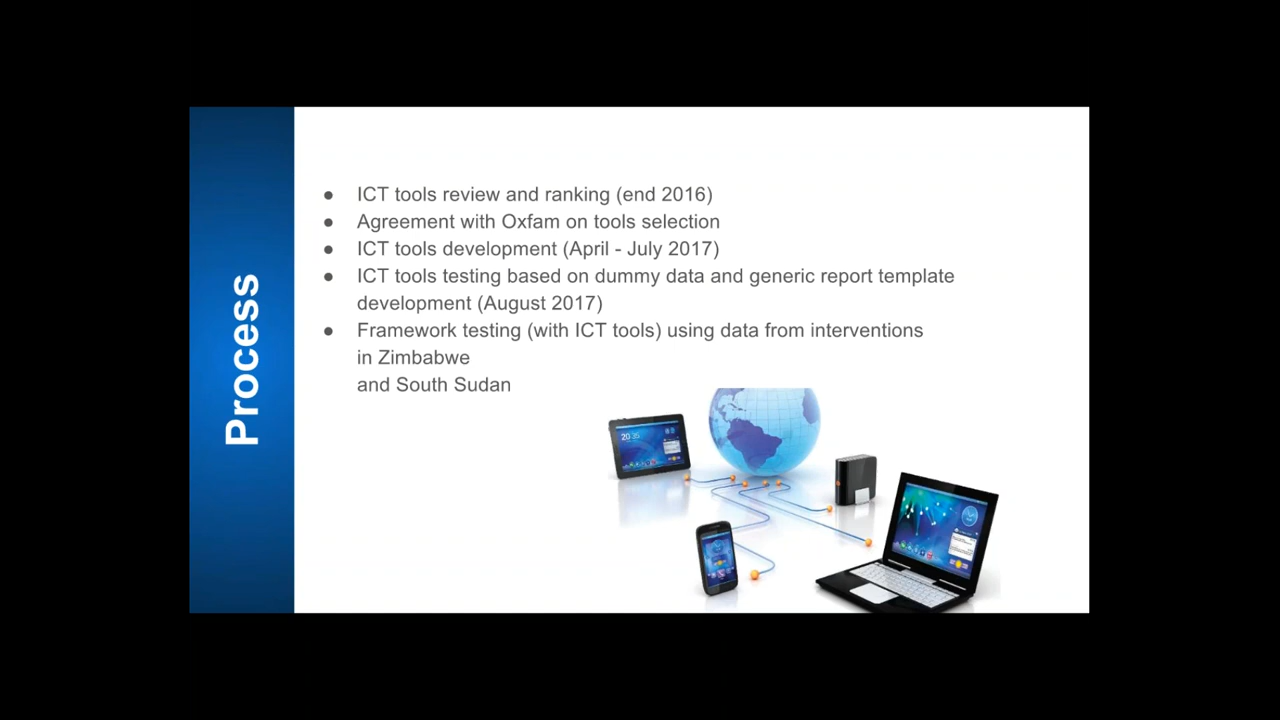 Process
● ICT tools review and ranking (end 2016)
● Agreement with Oxfam on tools selection
● ICT tools development (April - July 2017)
● ICT tools testing based on dummy data and generic report template
development (August 2017)
● Framework testing (with ICT tools) using data from interventions
in Zimbabwe
and South Sudan
20:35